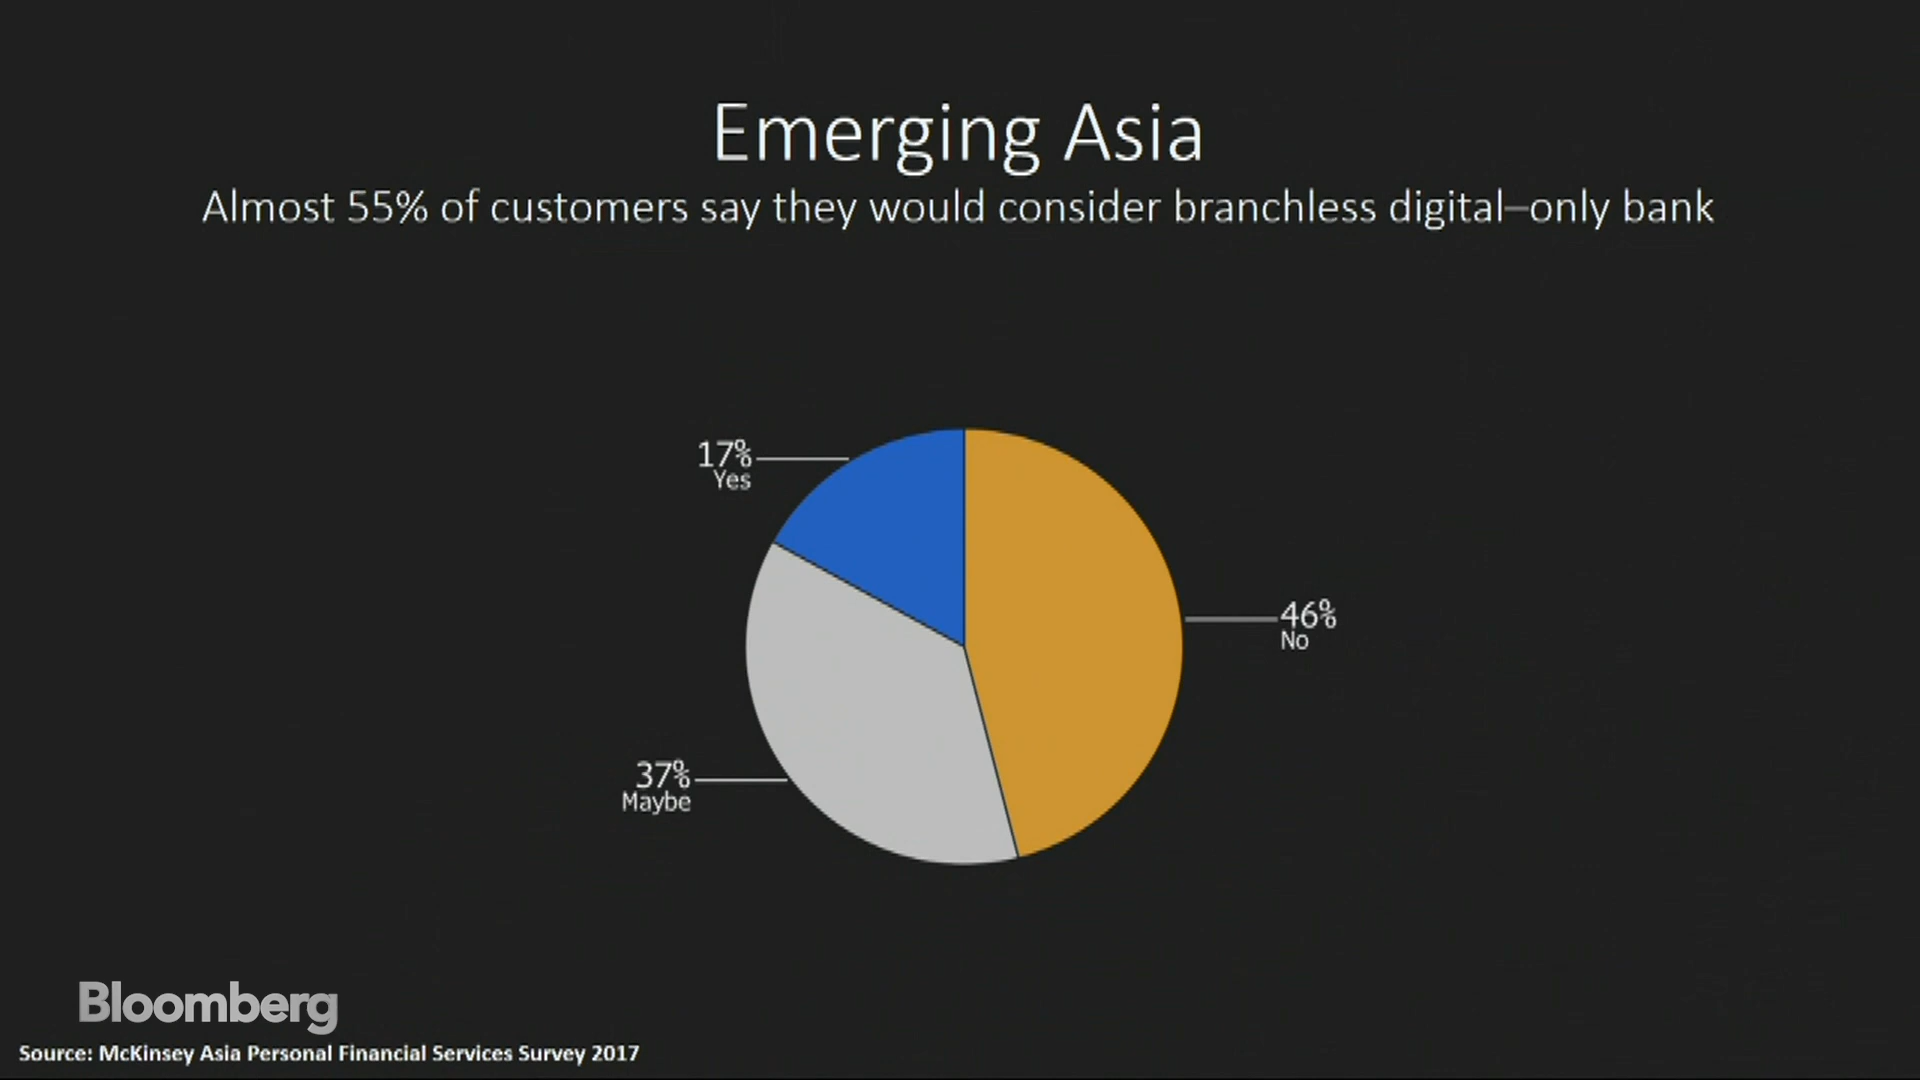 Emerging Asia
Almost 55% of customers say they would consider branchless digital–only bank
17%
Yes
46%
No
37%
Maybe
Bloomberg
Source: McKinsey Asia Personal Financial Services Survey 2017